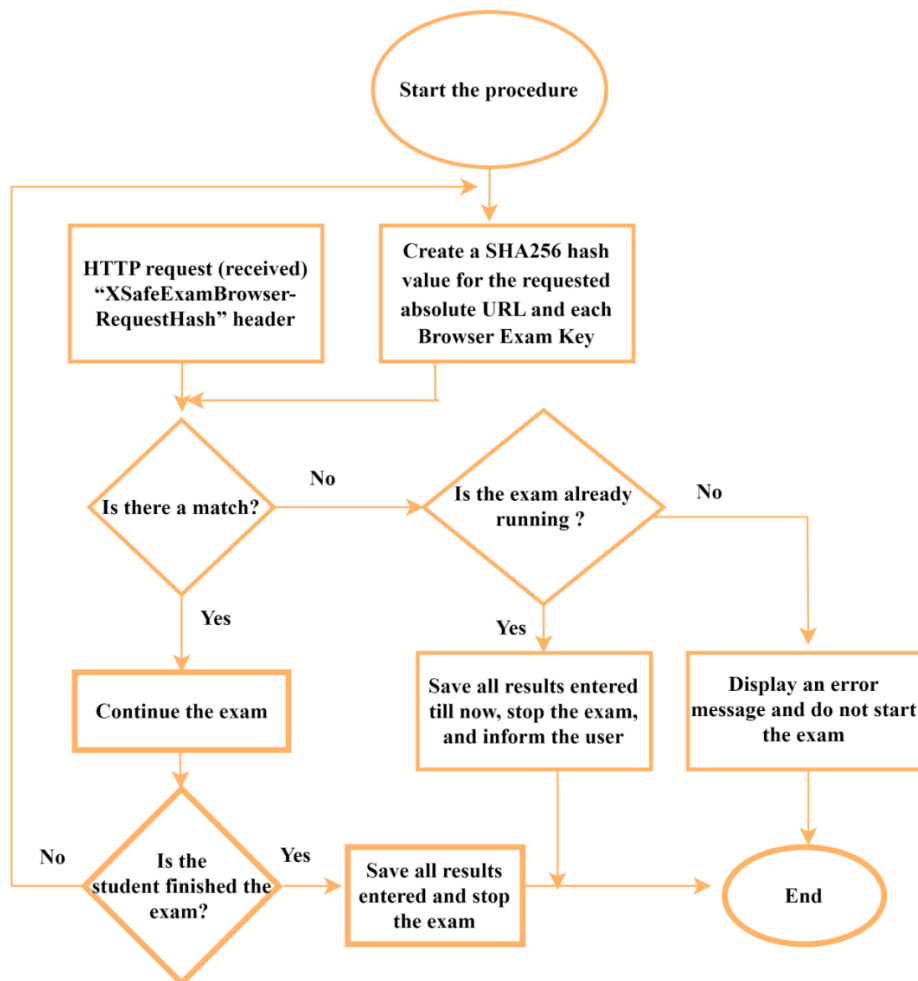 Start the procedure
HTTP request (received)
“XSafeExamBrowser-
RequestHash” header
Create a SHA256 hash
value for the requested
absolute URL and each
Browser Exam Key
Is there a match?
No
Is the exam already
running ?
No
Yes
Yes
Continue the exam
Save all results entered
till now, stop the exam,
and inform the user
Display an error
message and do not start
the exam
No
Is the
student finished the
exam?
Yes
Save all results
entered and stop
the exam
End